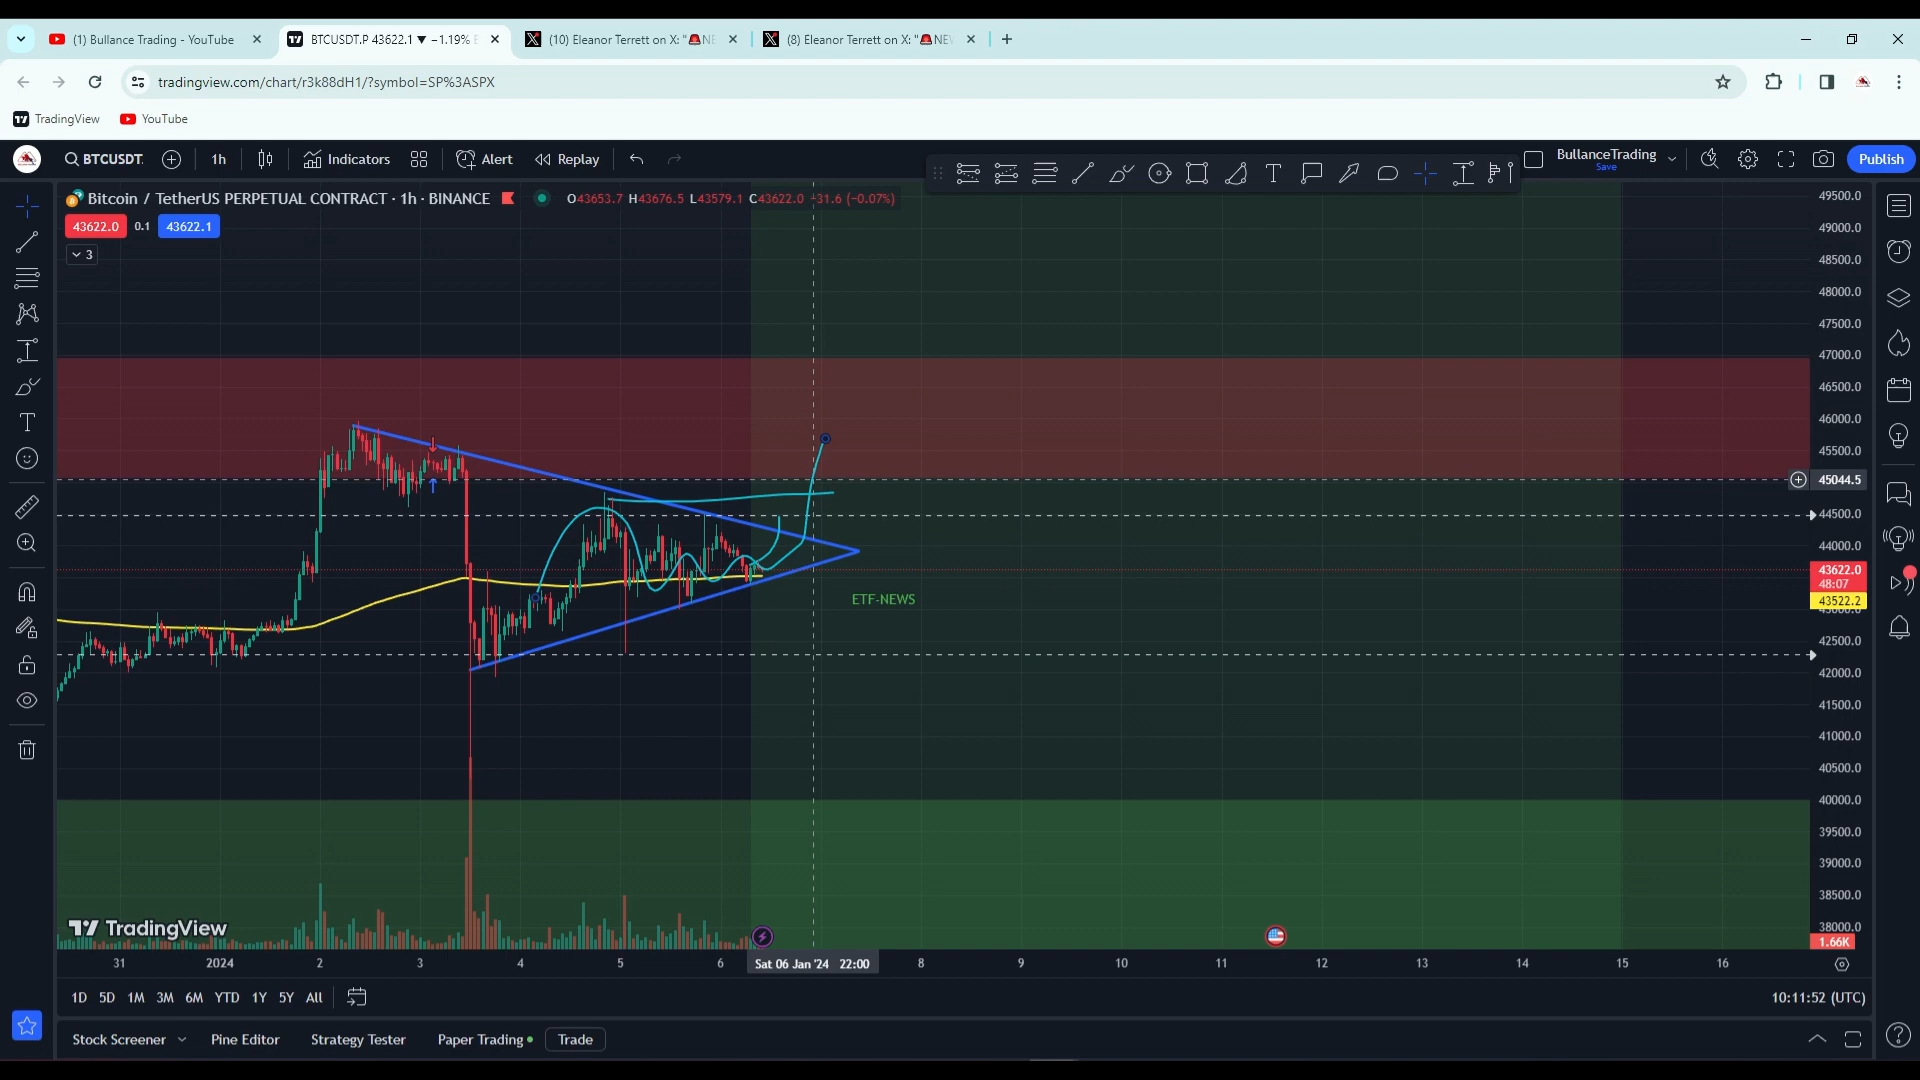 (1) Bullance Trading - YouTube
BTCUSDT.P 43622.1 ▼ −1.19%
(10) Eleanor Terrett on X: "🚨NE
(8) Eleanor Terrett on X: "🚨NE
tradingview.com/chart/r3k88dH1/?symbol=SP%3ASPX
TradingView
YouTube
BTCUSDT.
1h
Indicators
Alert
Replay
BullanceTrading
Save
Publish
Bitcoin / TetherUS PERPETUAL CONTRACT · 1h · BINANCE
O43653.7 H43676.5 L43579.1 C43622.0 −31.6 (−0.07%)
43622.0
0.1
43622.1
3
49500.0
49000.0
48500.0
48000.0
47500.0
47000.0
46500.0
46000.0
45500.0
45044.5
44500.0
44000.0
43622.0
48:07
43522.2
42500.0
42000.0
41500.0
41000.0
40500.0
40000.0
39500.0
39000.0
38500.0
38000.0
1.66K
ETF-NEWS
TradingView
31
2024
2
3
4
5
6
Sat 06 Jan '24 22:00
8
9
10
11
12
13
14
15
16
1D
5D
1M
3M
6M
YTD
1Y
5Y
All
10:11:52 (UTC)
Stock Screener
Pine Editor
Strategy Tester
Paper Trading
Trade